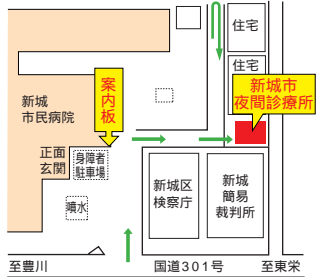 住宅
住宅
新城市
夜間診療所
案内板
新城
市民病院
正面
玄関
身障者
駐車場
噴水
新城区
検察庁
新城
簡易
裁判所
至豊川
国道301号
至東栄